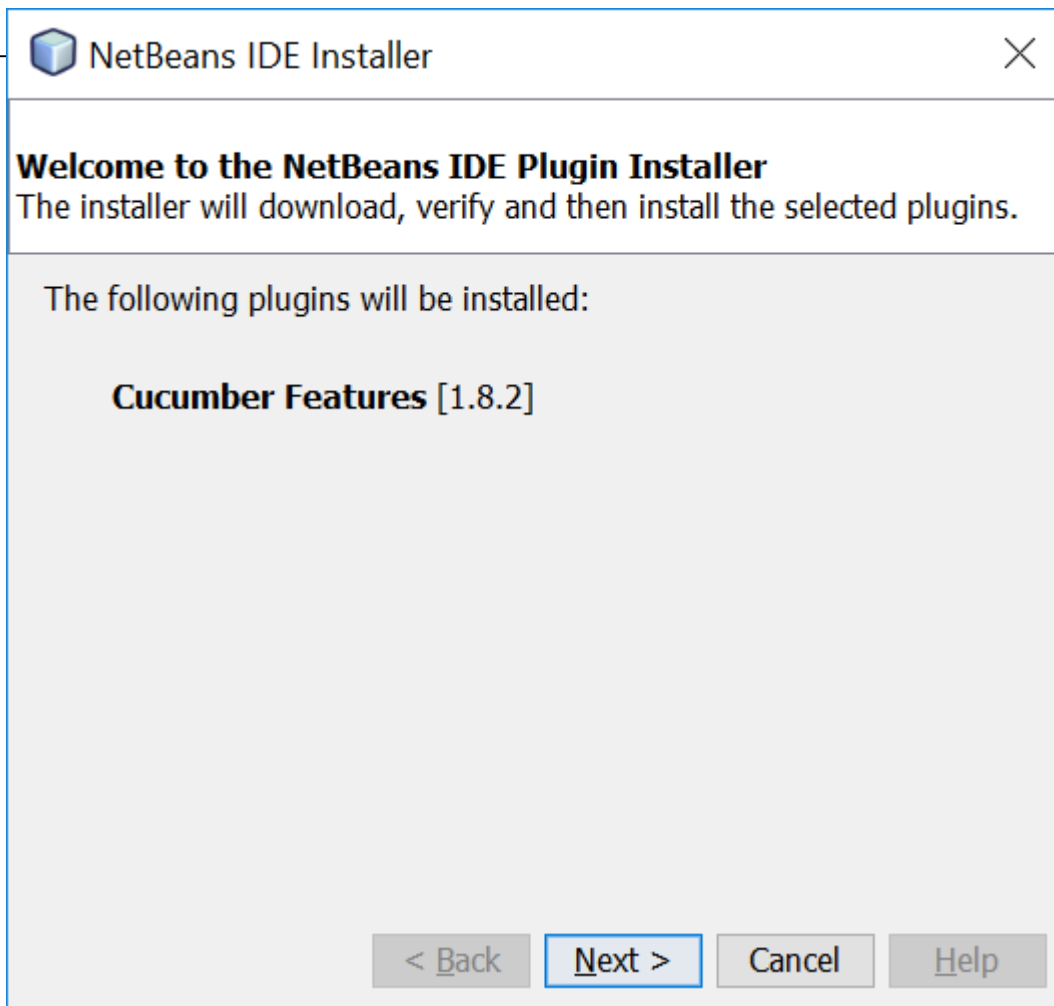 NetBeans IDE Installer
Welcome to the NetBeans IDE Plugin Installer
The installer will download, verify and then install the selected plugins.
The following plugins will be installed:
Cucumber Features [1.8.2]
< Back Next > Cancel Help